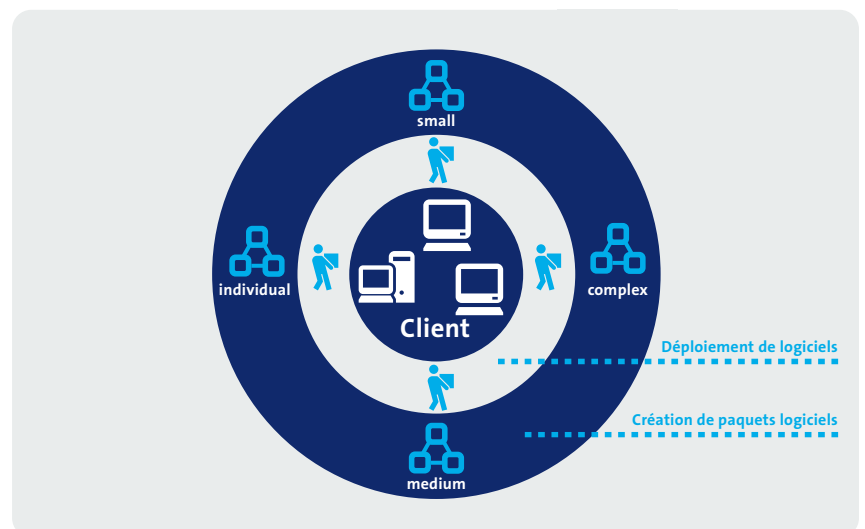 small
individual
complex
Client
Déploiement de logiciels
Création de paquets logiciels
medium